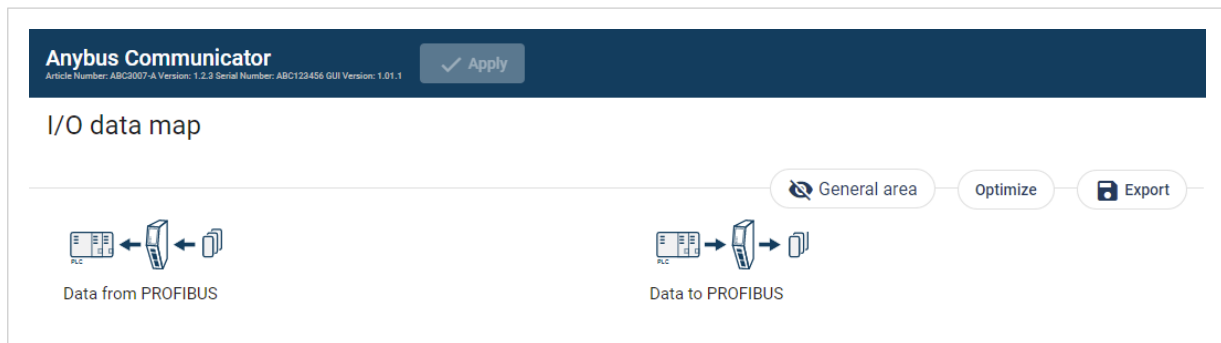 Anybus Communicator
Article Number: ABC3007-A Version: 1.2.3 Serial Number: ABC123456 GUI Version: 1.01.1
Apply
I/O data map
General area
Optimize
Export
PLC
PLC
Data from PROFIBUS
Data to PROFIBUS